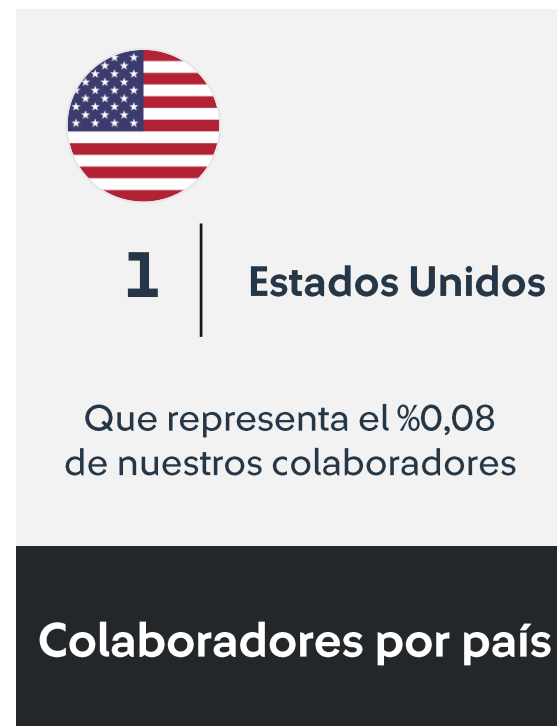 1
Estados Unidos
Que representa el %0,08
de nuestros colaboradores
Colaboradores por país